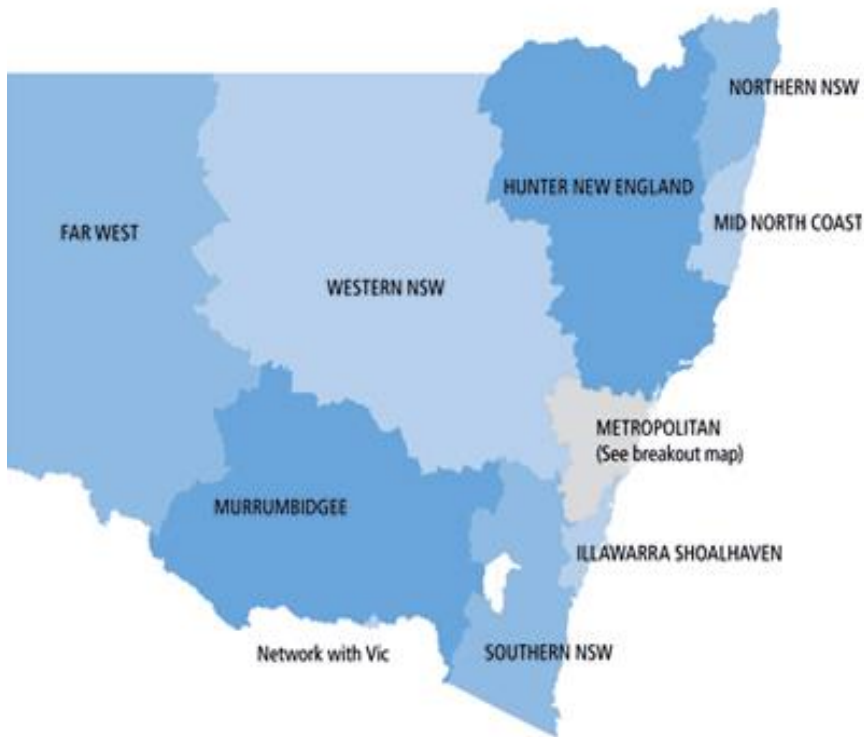 NORTHERN NSW
HUNTER NEW ENGLAND
MID NORTH COAST
FAR WEST
WESTERN NSW
METROPOLITAN
(See breakout map)
MURRUMBIDGEE
ILLAWARRA SHOALHAVEN
Network with Vic
SOUTHERN NSW